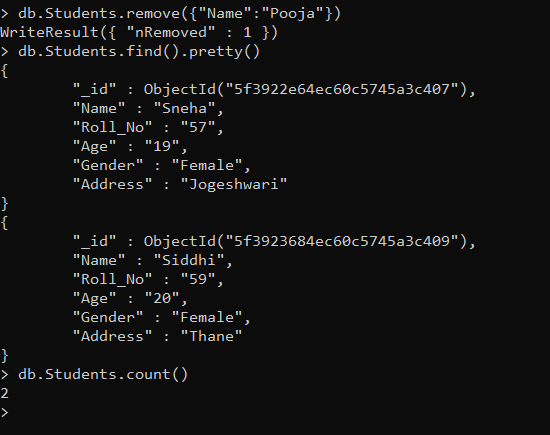 > db.Students.remove({"Name":"Pooja"})
WriteResult({ "nRemoved" : 1 })
> db.Students.find().pretty()
{
        "_id" : ObjectId("5f3922e64ec60c5745a3c407"),
        "Name" : "Sneha",
        "Roll_No" : "57",
        "Age" : "19",
        "Gender" : "Female",
        "Address" : "Jogeshwari"
}
{
        "_id" : ObjectId("5f3923684ec60c5745a3c409"),
        "Name" : "Siddhi",
        "Roll_No" : "59",
        "Age" : "20",
        "Gender" : "Female",
        "Address" : "Thane"
}
> db.Students.count()
2
>